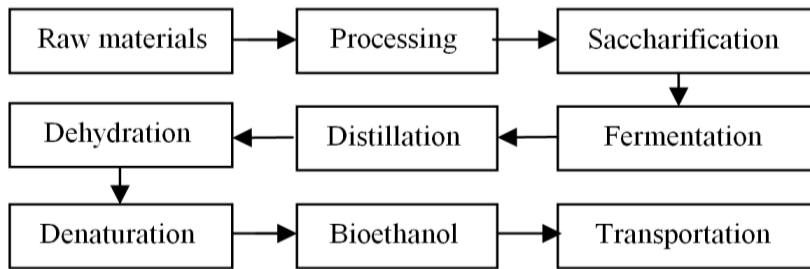 Raw materials
Processing
Saccharification
Dehydration
Distillation
Fermentation
Denaturation
Bioethanol
Transportation